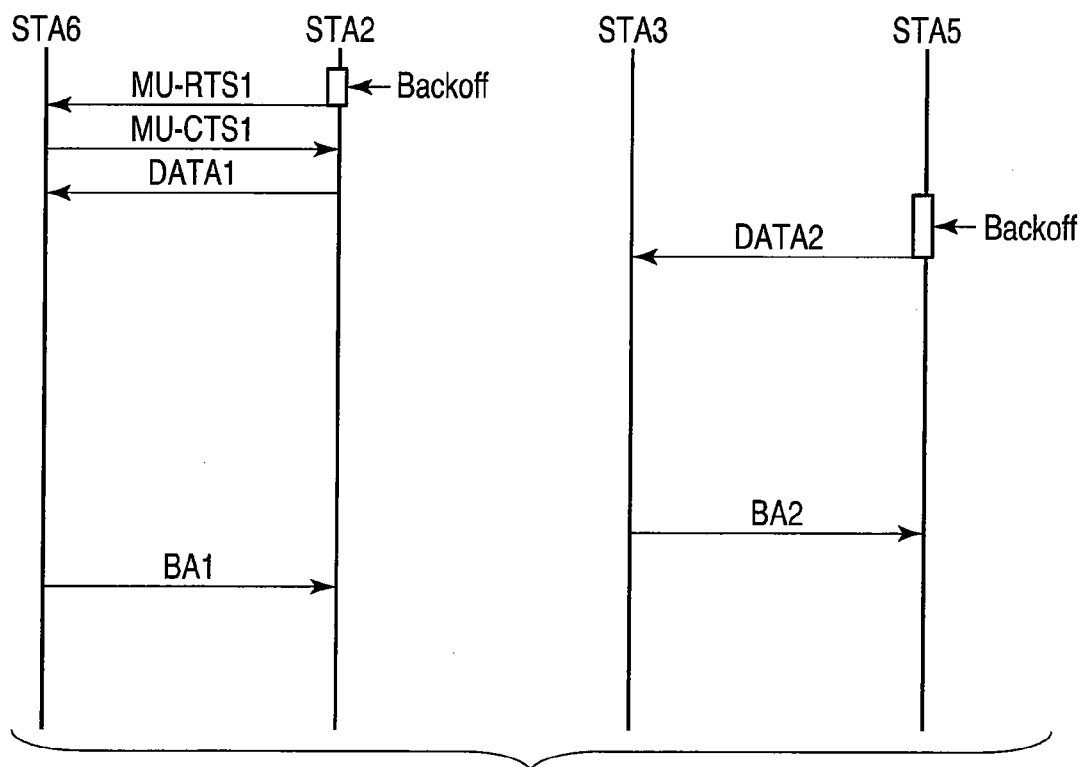 STA6 STA2 STA3 STA5
Backoff
MU-RTS1
MU-CTS1
DATA1
Backoff
DATA2
BA2
BA1